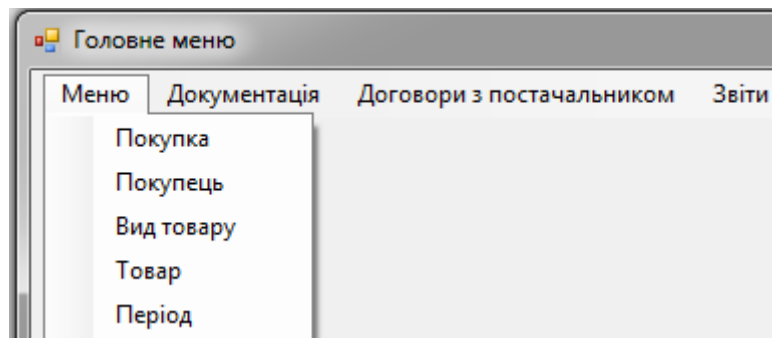 Головне меню
Меню Документація Договори з постачальником Звіти
Покупка
Покупець
Вид товару
Товар
Період